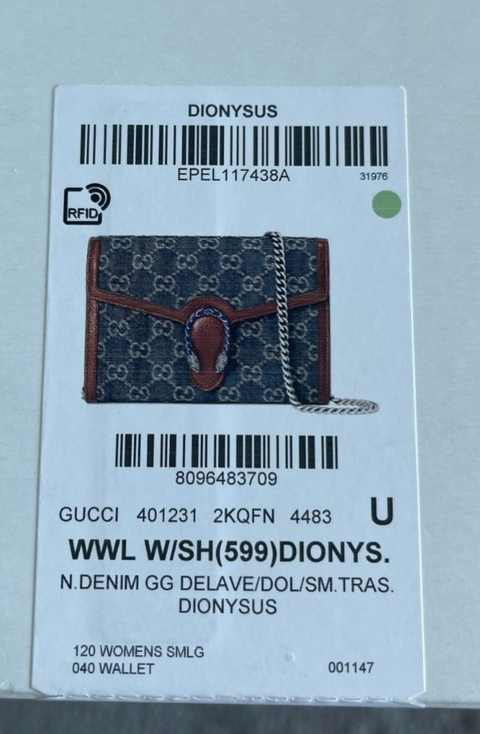 DIONYSUS
EPEL117438A
31976
RFID
8096483709
GUCCI 401231 2KQFN 4483 U
WWL W/SH(599)DIONYS.
N.DENIM GG DELAVE/DOL/SM.TRAS.
DIONYSUS
120 WOMENS SMLG
040 WALLET 001147